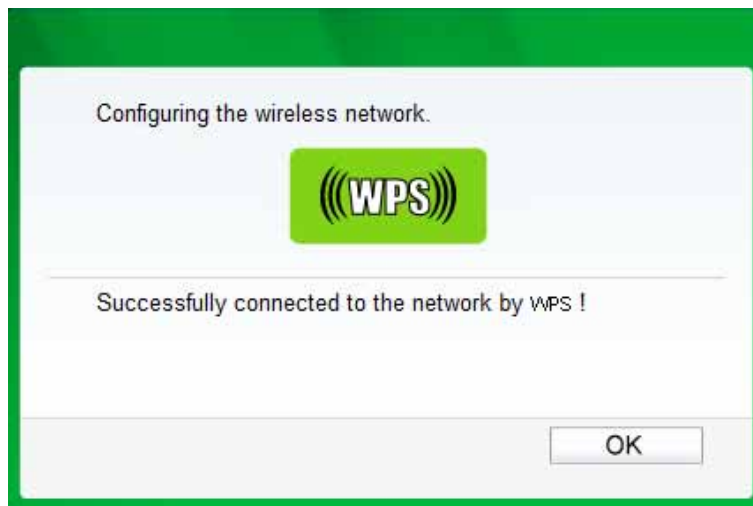 Configuring the wireless network.
(((WPS)))
Successfully connected to the network by WPS !
OK